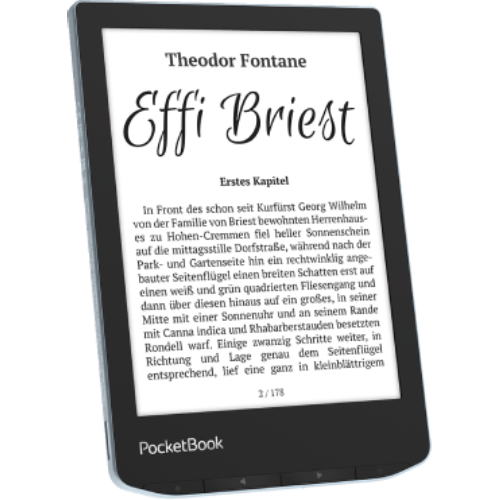 Theodor Fontane
Effi Briest
Erstes Kapitel
In Front des schon seit Kurfürst Georg Wilhelm
von der Familie von Briest bewohnten Herrenhaus-
es zu Hohen-Cremmen fiel heller Sonnenschein
auf die mittagsstille Dorfstraße, während nach der
Park- und Gartenseite hin ein rechtwinklig ange-
bauter Seitenflügel einen breiten Schatten erst auf
einen weiß und grün quadrierten Fliesengang und
dann über diesen hinaus auf ein großes, in seiner
Mitte mit einer Sonnenuhr und an seinem Rande
mit Canna indica und Rhabarberstauden besetzten
Rondell warf. Einige zwanzig Schritte weiter, in
Richtung und Lage genau dem Seitenflügel
entsprechend, lief eine ganz in kleinblättrigem
2 / 178
PocketBook